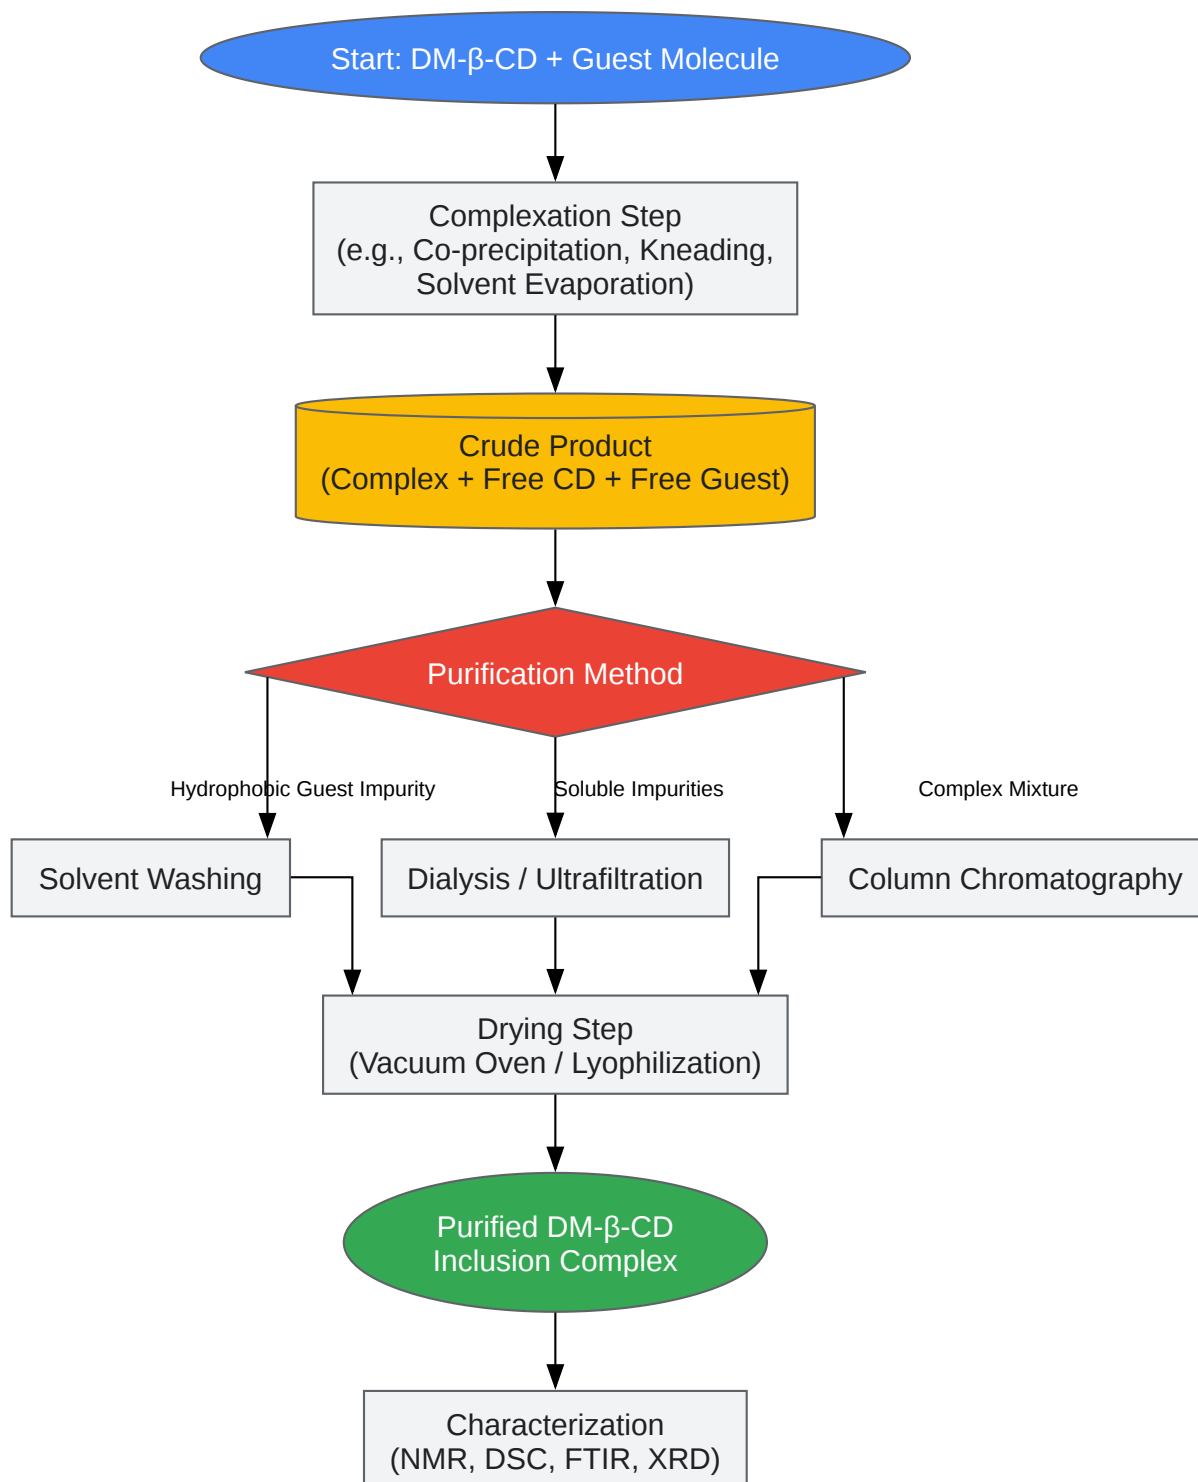 Start: DM-β-CD + Guest Molecule
Complexation Step
(e.g., Co-precipitation, Kneading,
Solvent Evaporation)
Crude Product
(Complex + Free CD + Free Guest)
Purification Method
Hydrophobic Guest Impurity
Soluble Impurities
Complex Mixture
Solvent Washing
Dialysis / Ultrafiltration
Column Chromatography
Drying Step
(Vacuum Oven / Lyophilization)
Purified DM-β-CD
Inclusion Complex
Characterization
(NMR, DSC, FTIR, XRD)